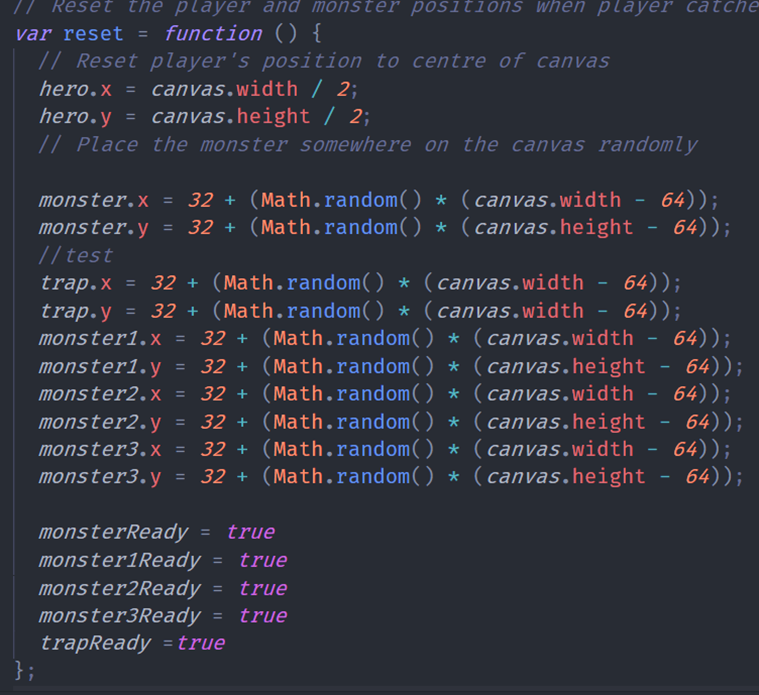 // Reset the player and monster positions when player catche
var reset = function () {
// Reset player's position to centre of canvas
hero.x = canvas.width / 2;
hero.y = canvas.height / 2;
// Place the monster somewhere on the canvas randomly
monster.x = 32 + (Math.random() * (canvas.width - 64));
monster.y = 32 + (Math.random() * (canvas.height - 64));
//test
trap.x = 32 + (Math.random() * (canvas.width - 64));
trap.y = 32 + (Math.random() * (canvas.width - 64));
monster1.x = 32 + (Math.random() * (canvas.width - 64));
monster1.y = 32 + (Math.random() * (canvas.height - 64));
monster2.x = 32 + (Math.random() * (canvas.width - 64));
monster2.y = 32 + (Math.random() * (canvas.height - 64));
monster3.x = 32 + (Math.random() * (canvas.width - 64));
monster3.y = 32 + (Math.random() * (canvas.height - 64));
monsterReady = true
monster1Ready = true
monster2Ready = true
monster3Ready = true
trapReady =true
};